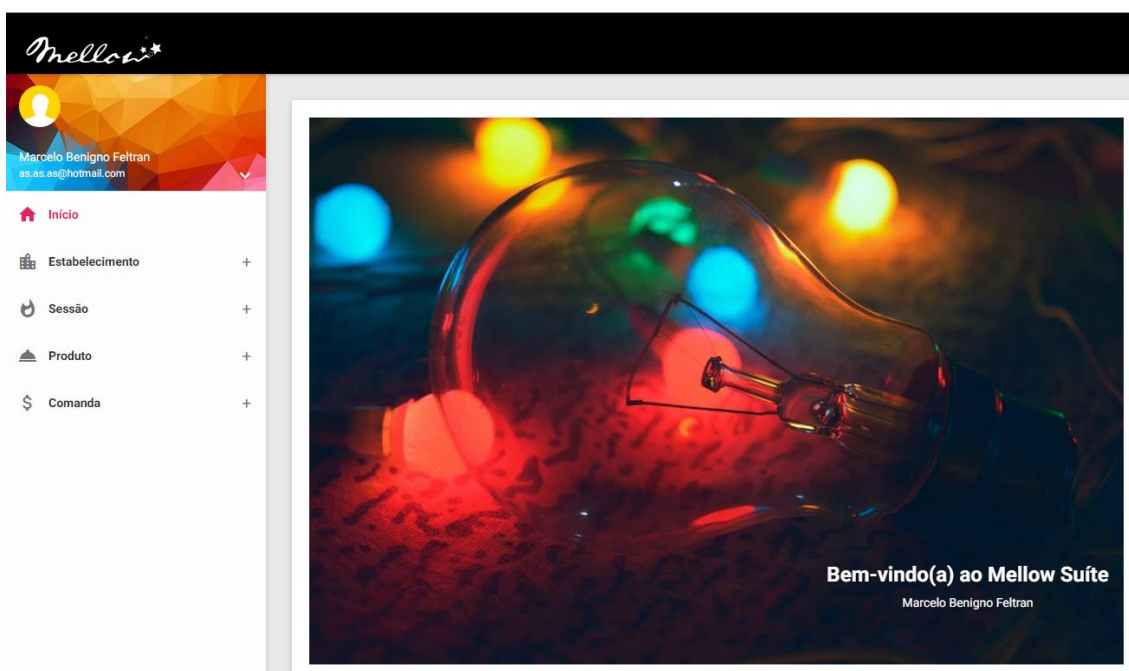 Mellow
Marcelo Benigno Feltran
as.as.as@hotmail.com
Início
Estabelecimento +
Sessão +
Produto +
Comanda +
Bem-vindo(a) ao Mellow Suíte
Marcelo Benigno Feltran